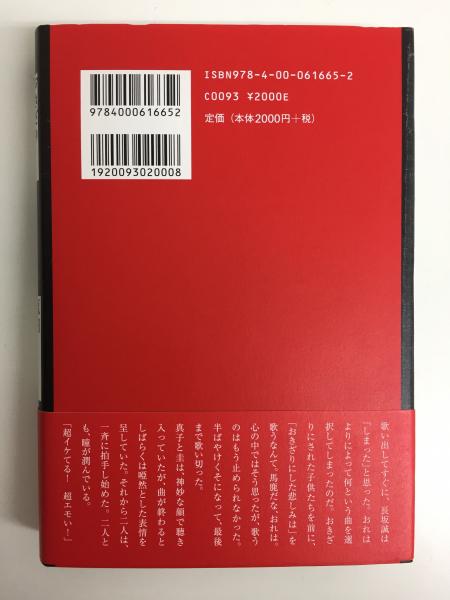 ISBN978-4-00-061665-2
C0093 ¥2000E
定価（本体2000円＋税）
9784000616652
1920093020008
歌い出してすぐに、長坂誠は
「しまった」と思った。おれは
よりによって何という曲を選
択してしまったのだ。おきざ
りにされた子供たちを前に、
「おきざりにした悲しみは」を
歌うなんて。馬鹿だな、おれは。
心の中ではそう思ったが、歌う
のはもう止められなかった。
半ばやけくそになって、最後
まで歌い切った。
真子と圭は、神妙な顔で聴き
入っていたが、曲が終わると
しばらくは啞然とした表情を
呈していた。それから二人は、
一斉に拍手し始めた。二人と
も、瞳が潤んでいる。
「超イケてる！　超エモい！」